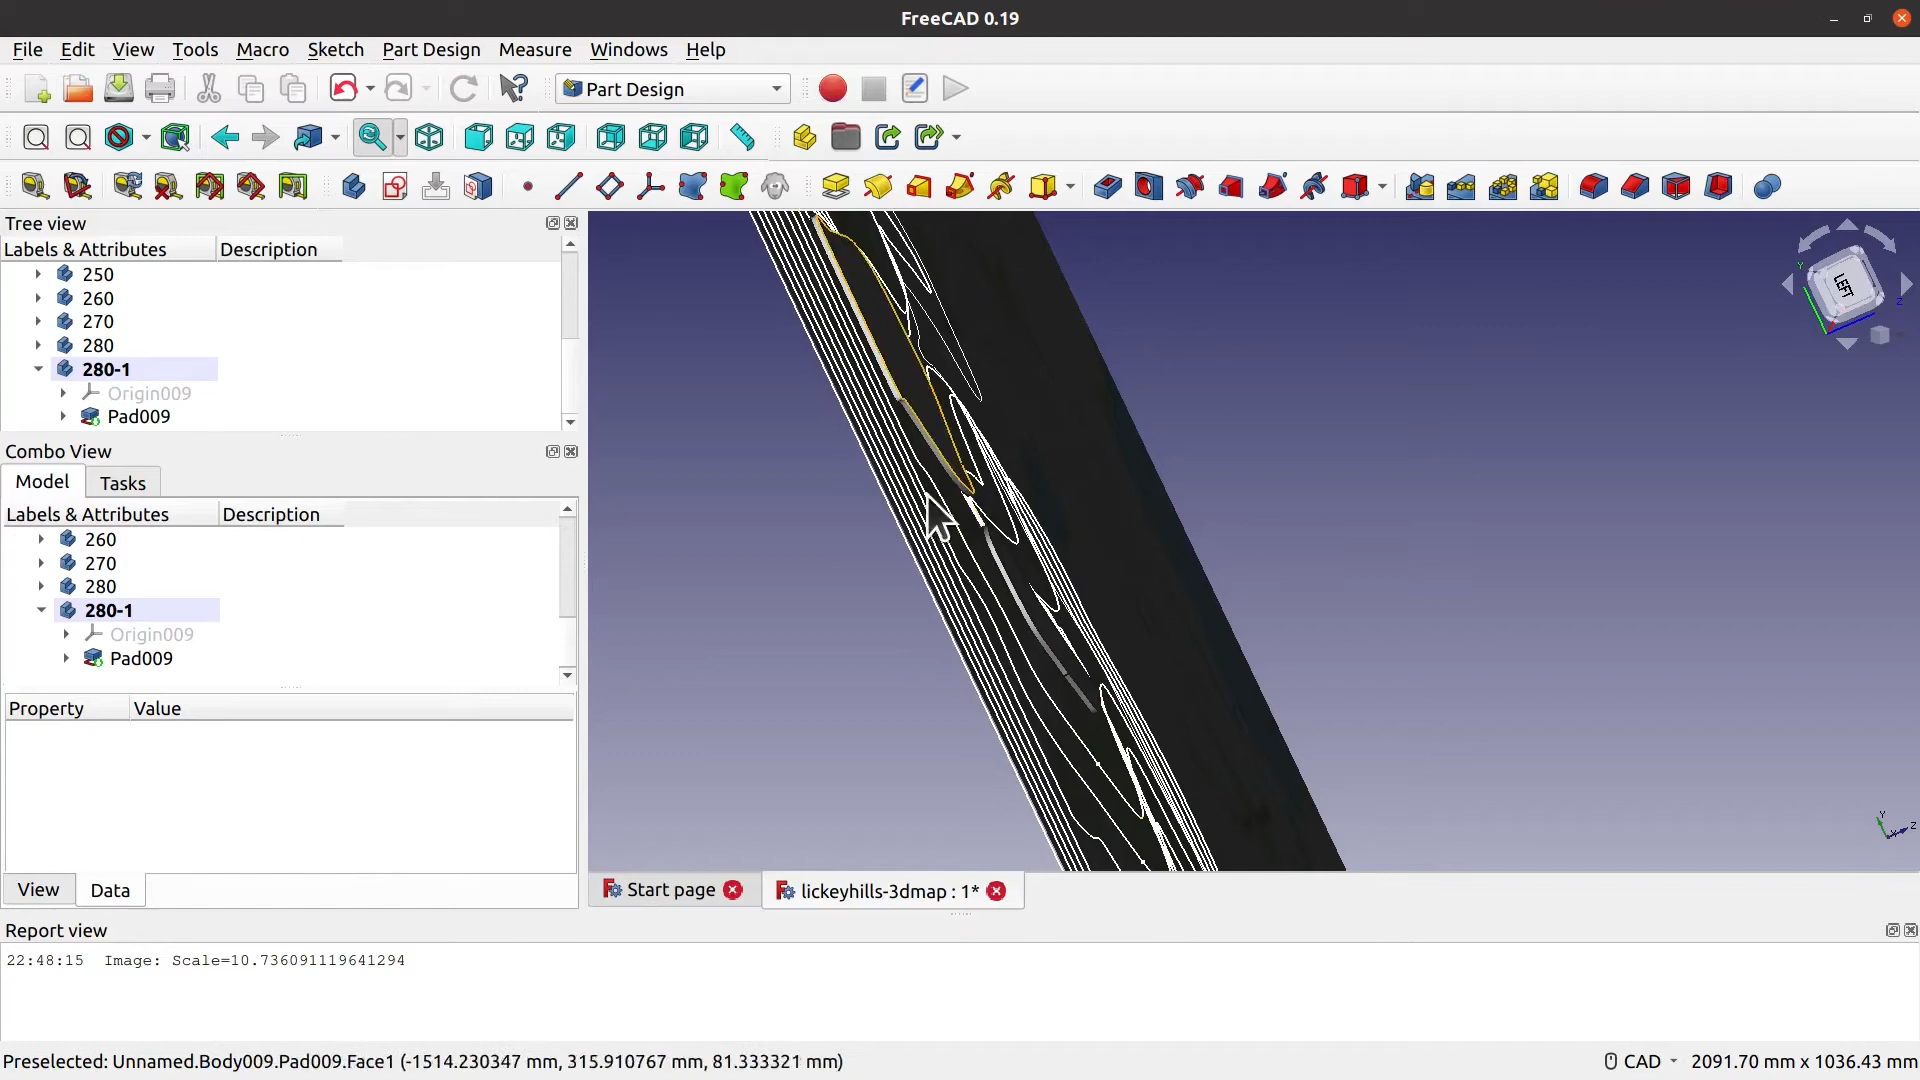 FreeCAD 0.19
File Edit View Tools Macro Sketch Part Design Measure Windows Help
Part Design
Tree view
Labels & Attributes Description
250
260
270
280
280-1
Origin009
Pad009
Combo View
Model Tasks
Labels & Attributes Description
260
270
280
280-1
Origin009
Pad009
Property Value
View Data
LEFT
Y
Z
Y
X
Z
Start page lickeyhills-3dmap : 1*
Report view
22:48:15 Image: Scale=10.736091119641294
Preselected: Unnamed.Body009.Pad009.Face1 (-1514.230347 mm, 315.910767 mm, 81.333321 mm) CAD 2091.70 mm x 1036.43 mm